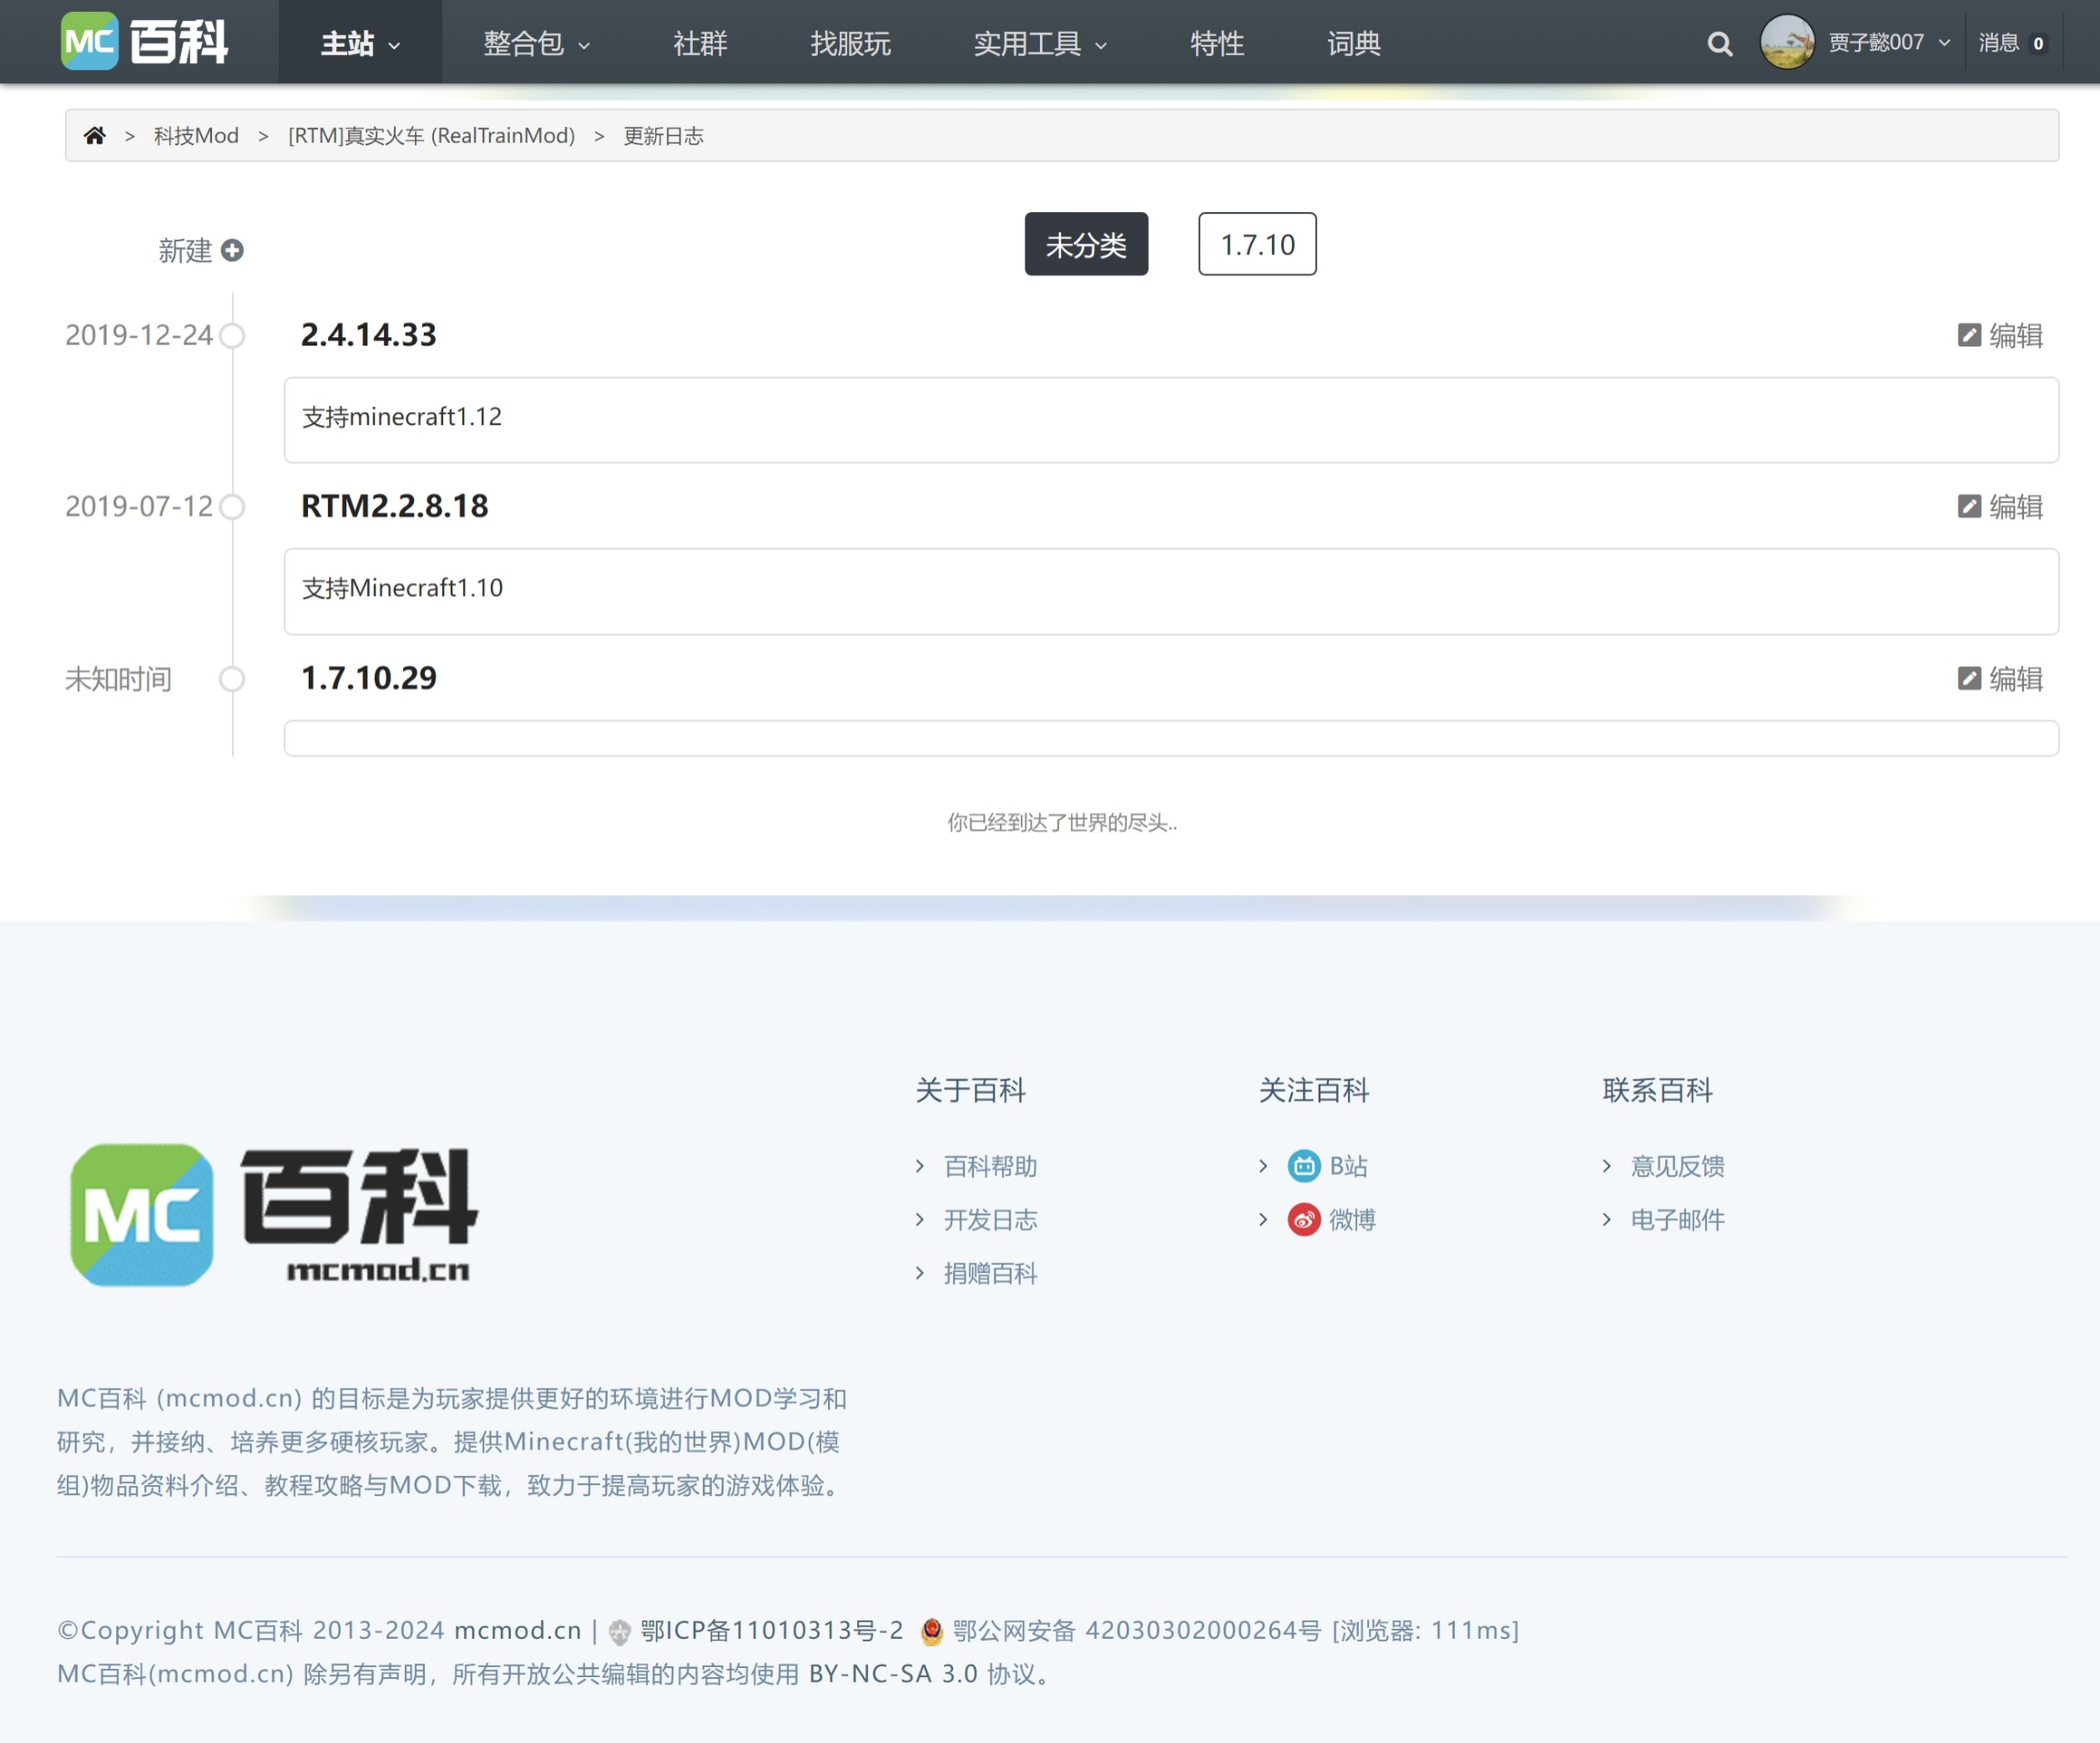 MC 百科 主站 整合包 社群 找服玩 实用工具 特性 词典 贾子懿007 消息 0
> 科技Mod > [RTM]真实火车 (RealTrainMod) > 更新日志
新建 未分类 1.7.10
2019-12-24 2.4.14.33 编辑
支持minecraft1.12
2019-07-12 RTM2.2.8.18 编辑
支持Minecraft1.10
未知时间 1.7.10.29 编辑
你已经到达了世界的尽头..
MC 百科
mcmod.cn
关于百科
> 百科帮助
> 开发日志
> 捐赠百科
关注百科
> B站
> 微博
联系百科
> 意见反馈
> 电子邮件
MC百科 (mcmod.cn) 的目标是为玩家提供更好的环境进行MOD学习和
研究，并接纳、培养更多硬核玩家。提供Minecraft(我的世界)MOD(模
组)物品资料介绍、教程攻略与MOD下载，致力于提高玩家的游戏体验。
©Copyright MC百科 2013-2024 mcmod.cn | 鄂ICP备11010313号-2 鄂公网安备 42030302000264号 [浏览器: 111ms]
MC百科(mcmod.cn) 除另有声明，所有开放公共编辑的内容均使用 BY-NC-SA 3.0 协议。